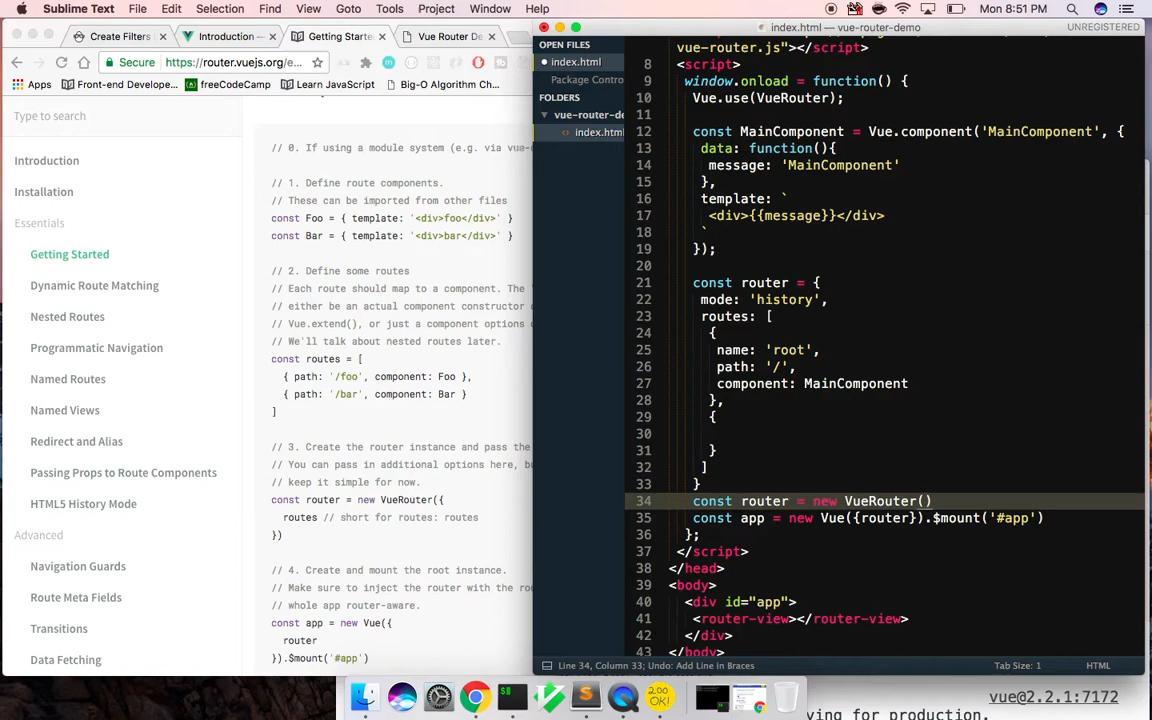 Sublime Text File Edit Selection Find View Goto Tools Project Window Help Mon 8:51 PM
Create Filters
Introduction —
Getting Starte
Vue Router De
Secure https://router.vuejs.org/e...
Apps Front-end Developer freeCodeCamp Learn JavaScript Big-O Algorithm Ch...
Type to search
Introduction
Installation
Essentials
Getting Started
Dynamic Route Matching
Nested Routes
Programmatic Navigation
Named Routes
Named Views
Redirect and Alias
Passing Props to Route Components
HTML5 History Mode
Advanced
Navigation Guards
Route Meta Fields
Transitions
Data Fetching
// 0. If using a module system (e.g. via vue-c
// 1. Define route components.
// These can be imported from other files
const Foo = { template: '<div>foo</div>' }
const Bar = { template: '<div>bar</div>' }
// 2. Define some routes
// Each route should map to a component. The "
// either be an actual component constructor c
// Vue.extend(), or just a component options o
// We'll talk about nested routes later.
const routes = [
{ path: '/foo', component: Foo },
{ path: '/bar', component: Bar }
]
// 3. Create the router instance and pass the
// You can pass in additional options here, bu
// keep it simple for now.
const router = new VueRouter({
routes // short for routes: routes
})
// 4. Create and mount the root instance.
// Make sure to inject the router with the rou
// whole app router-aware.
const app = new Vue({
router
}).$mount('#app')
index.html — vue-router-demo
UNREGISTERED
OPEN FILES
index.html
Package Contro
FOLDERS
vue-router-de
index.html
vue-router.js"></script>
8 <script>
9 window.onload = function() {
10 Vue.use(VueRouter);
11
12 const MainComponent = Vue.component('MainComponent', {
13 data: function(){
14 message: 'MainComponent'
15 },
16 template: `
17 <div>{{message}}</div>
18 `
19 });
20
21 const router = {
22 mode: 'history',
23 routes: [
24 {
25 name: 'root',
26 path: '/',
27 component: MainComponent
28 },
29 {
30
31 }
32 ]
33 }
34 const router = new VueRouter()
35 const app = new Vue({router}).$mount('#app')
36 };
37 </script>
38 </head>
39 <body>
40 <div id="app">
41 <router-view></router-view>
42 </div>
43 </body>
Line 34, Column 33; Undo: Add Line in Braces
Tab Size: 1
HTML
2:00
OK!
vue@2.2.1:7172
ving for production.